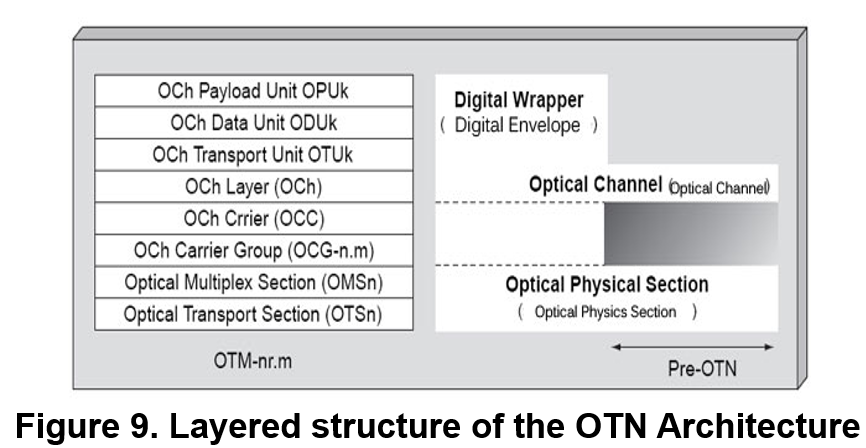 OCh Payload Unit OPUk
OCh Data Unit ODUk
OCh Transport Unit OTUk
OCh Layer (OCh)
OCh Crrier (OCC)
OCh Carrier Group (OCG-n.m)
Optical Multiplex Section (OMSn)
Optical Transport Section (OTSn)
OTM-nr.m
Digital Wrapper
( Digital Envelope )
Optical Channel (Optical Channel)
Optical Physical Section
( Optical Physics Section )
Pre-OTN
Figure 9. Layered structure of the OTN Architecture